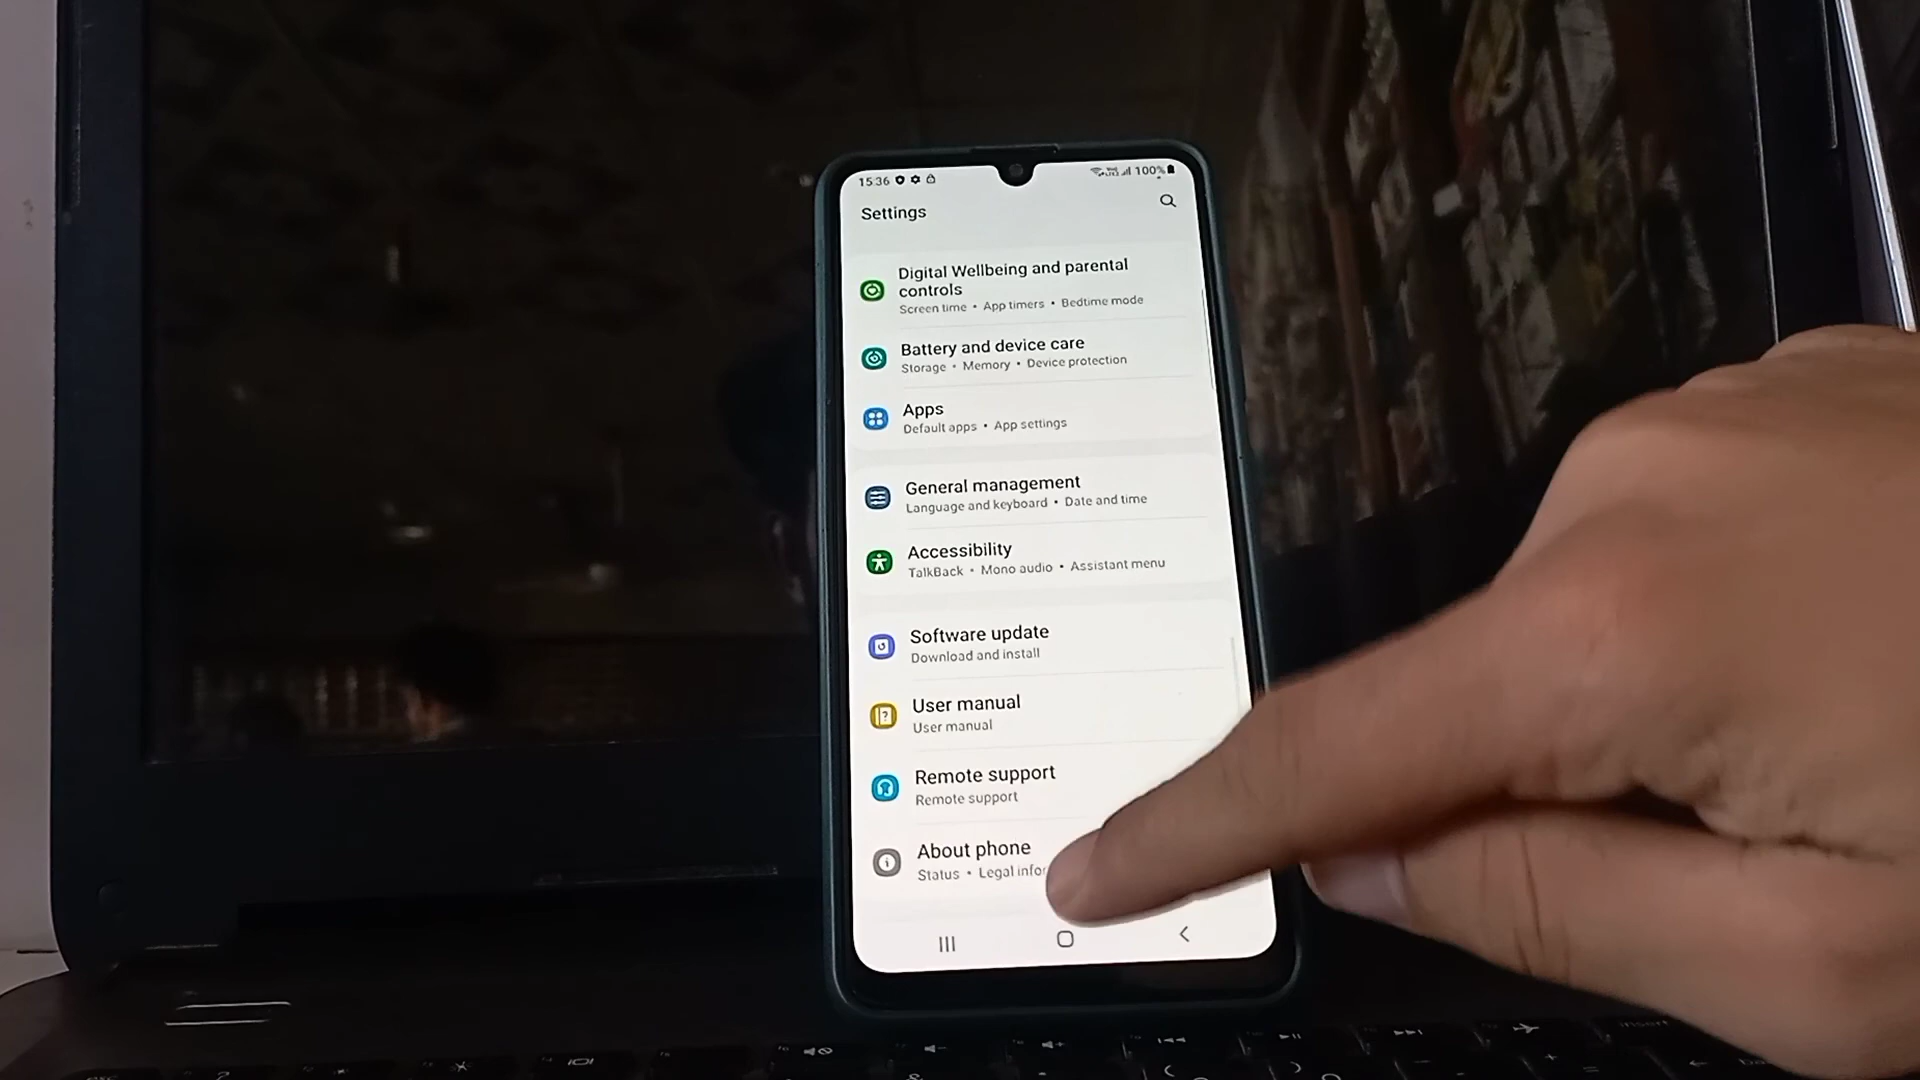 15:36
100%
Settings
Digital Wellbeing and parental
controls
Screen time • App timers • Bedtime mode
Battery and device care
Storage • Memory • Device protection
Apps
Default apps • App settings
General management
Language and keyboard • Date and time
Accessibility
TalkBack • Mono audio • Assistant menu
Software update
Download and install
User manual
User manual
Remote support
Remote support
About phone
Status • Legal infor